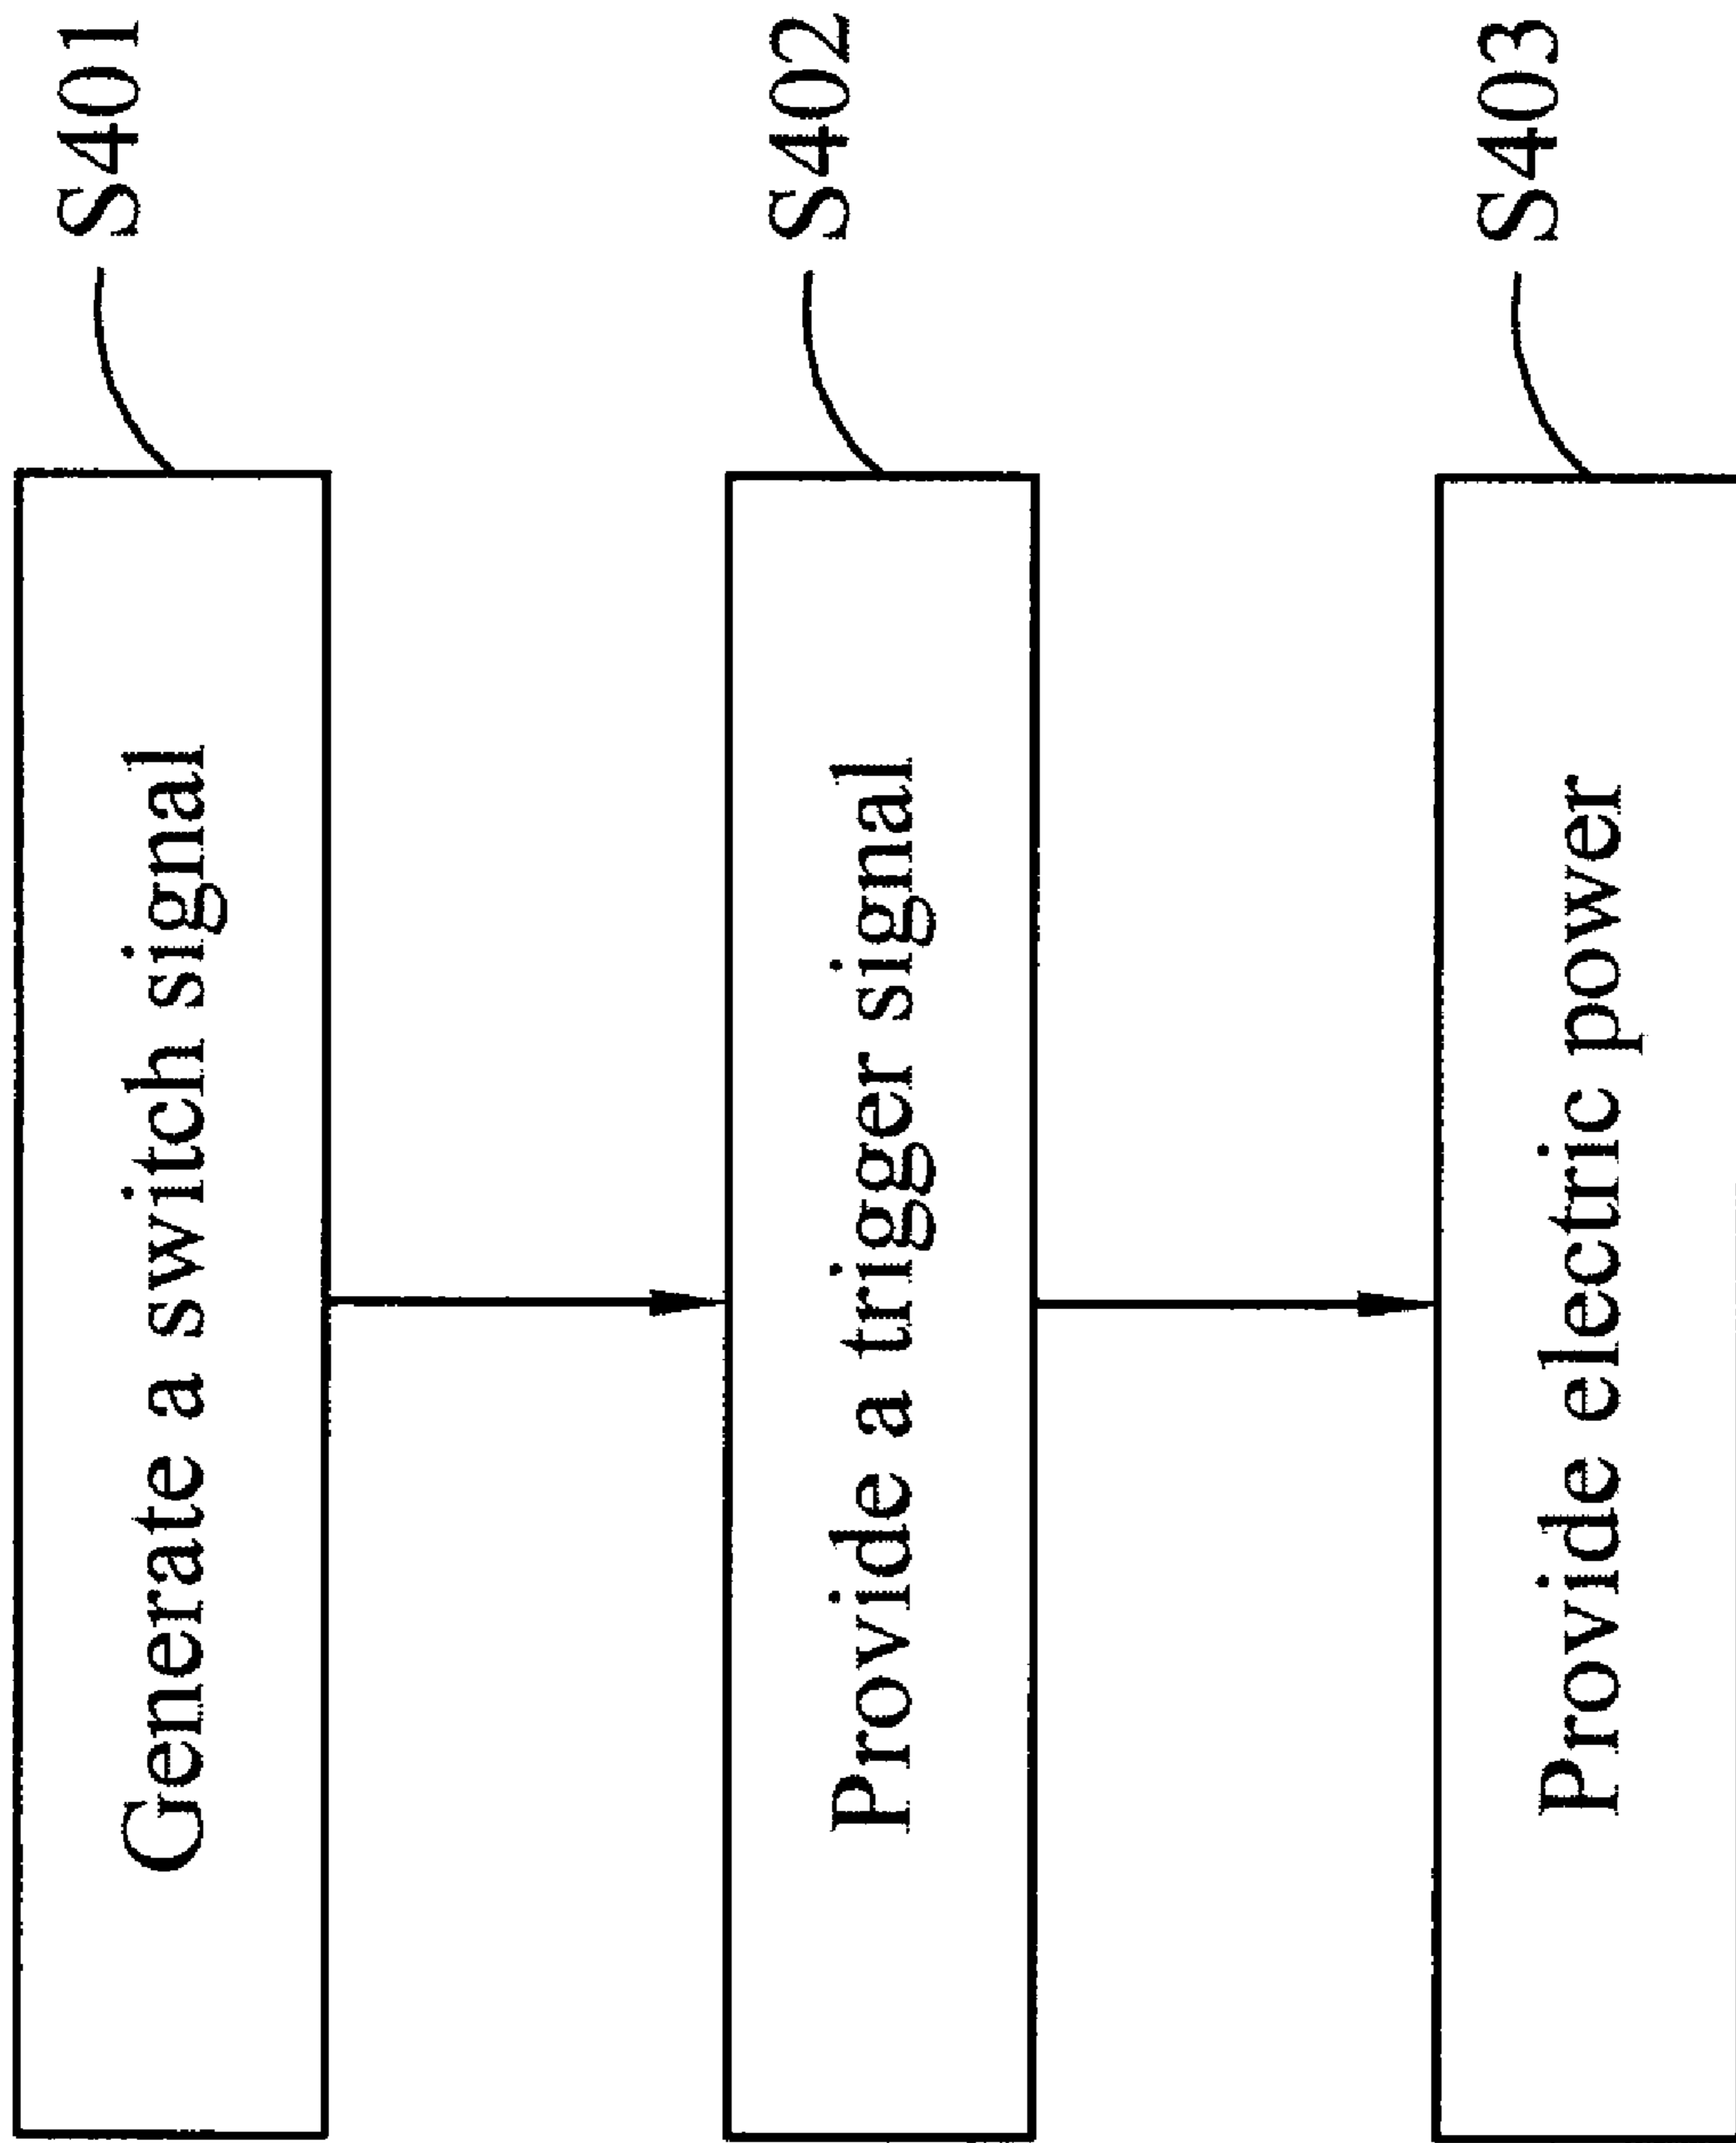 Generate a switch signal
S401
Provide a trigger signal
S402
Provide electric power
S403